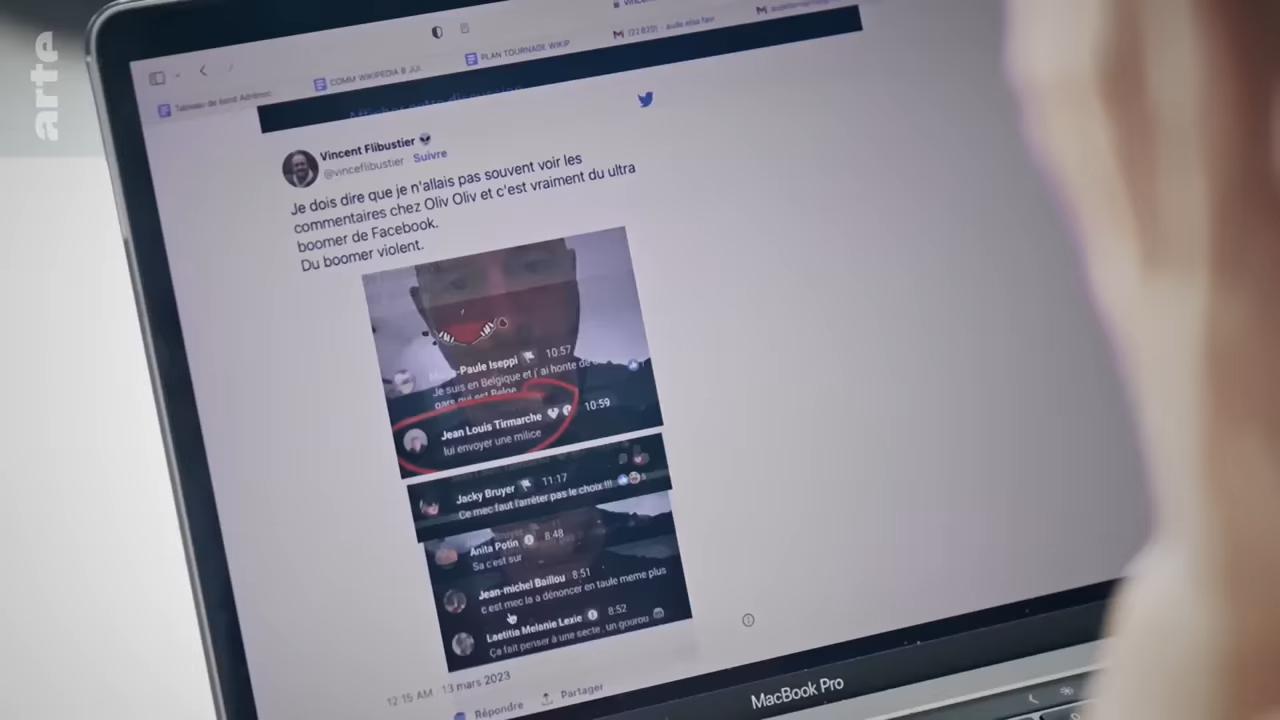 arte
Tableau de bord Adrénoc
COMM WIKIPEDIA 8 JUI
PLAN TOURNAGE WIKIP
Vincent Flibustier
@vinceflibustier Suivre
Je dois dire que je n'allais pas souvent voir les
commentaires chez Oliv Oliv et c'est vraiment du ultra
boomer de Facebook.
Du boomer violent.
-Paule Iseppi 10:57
Je suis en Belgique et j'ai honte de
gars qui est Belge
Jean Louis Tirmarche 10:59
lui envoyer une milice
Jacky Bruyer 11:17
Ce mec faut l'arrêter pas le choix !!!
Anita Potin 8:48
Sa c'est sur
Jean-michel Baillou 8:51
c est mec la a dénoncer en taule meme plus
Laetitia Melanie Lexie 8:52
Ça fait penser à une secte , un gourou
12:15 AM · 13 mars 2023
Répondre Partager
MacBook Pro